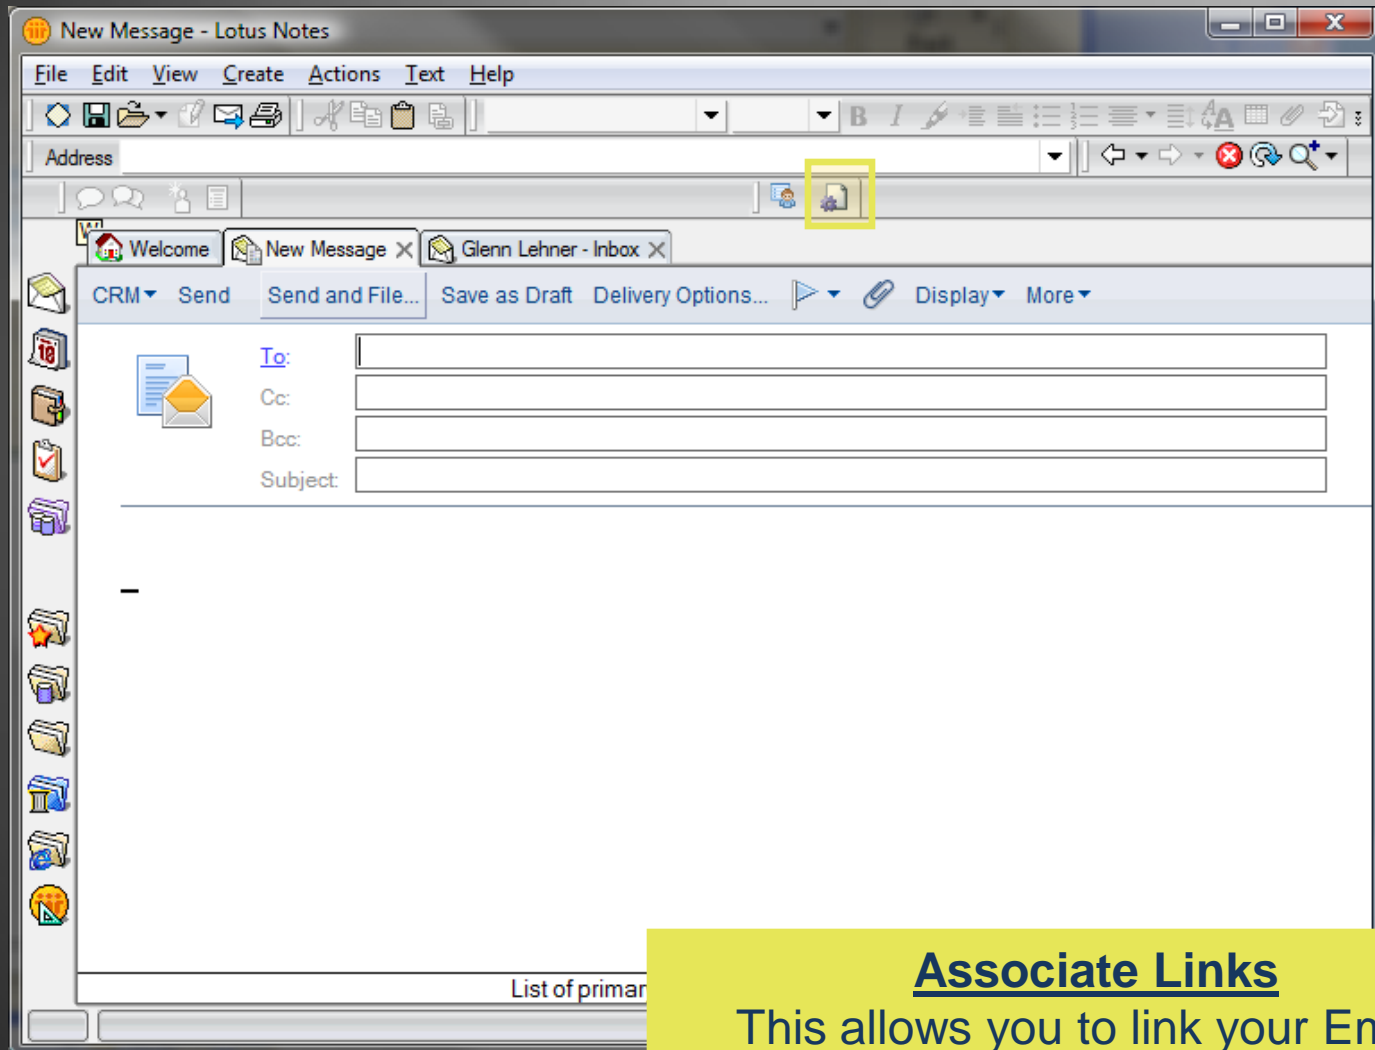 New Message - Lotus Notes
File Edit View Create Actions Text Help
Address
Welcome New Message Glenn Lehner - Inbox
CRM Send Send and File... Save as Draft Delivery Options... Display More
To:
Cc:
Bcc:
Subject:
List of primar
Associate Links
This allows you to link your Em